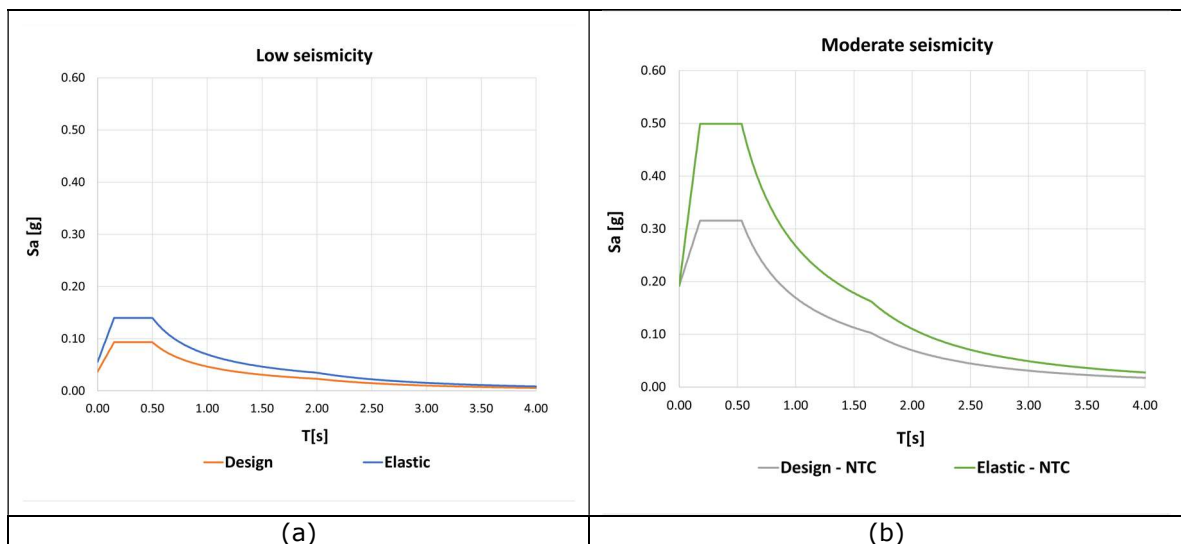 Low seismicity
0.60
0.50
0.40
0.30
0.20
0.10
0.00
Sa [g]
0.00 0.50 1.00 1.50 2.00 2.50 3.00 3.50 4.00
T[s]
Design Elastic
(a)
Moderate seismicity
0.60
0.50
0.40
0.30
0.20
0.10
0.00
Sa [g]
0.00 0.50 1.00 1.50 2.00 2.50 3.00 3.50 4.00
T[s]
Design - NTC Elastic - NTC
(b)